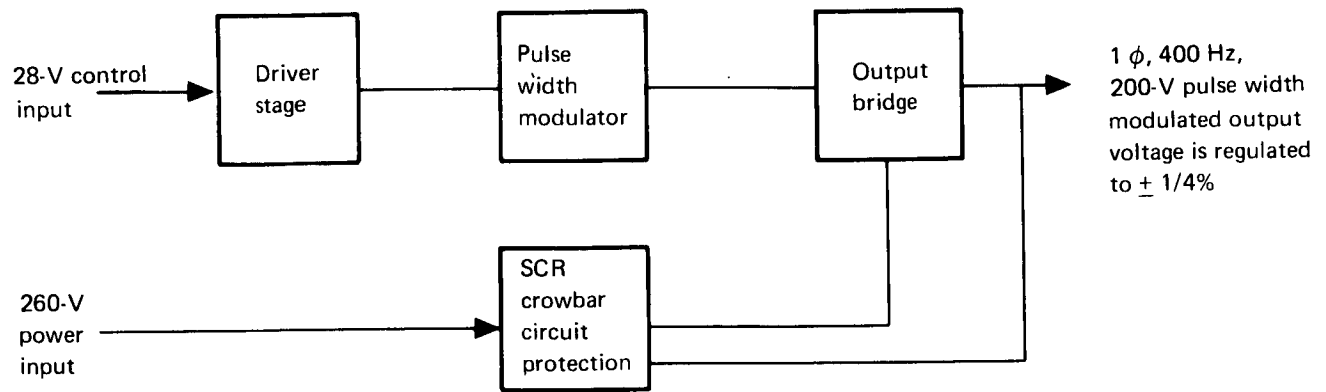 28-V control
input
Driver
stage
Pulse
width
modulator
Output
bridge
1 ϕ, 400 Hz,
200-V pulse width
modulated output
voltage is regulated
to ± 1/4%
260-V
power
input
SCR
crowbar
circuit
protection